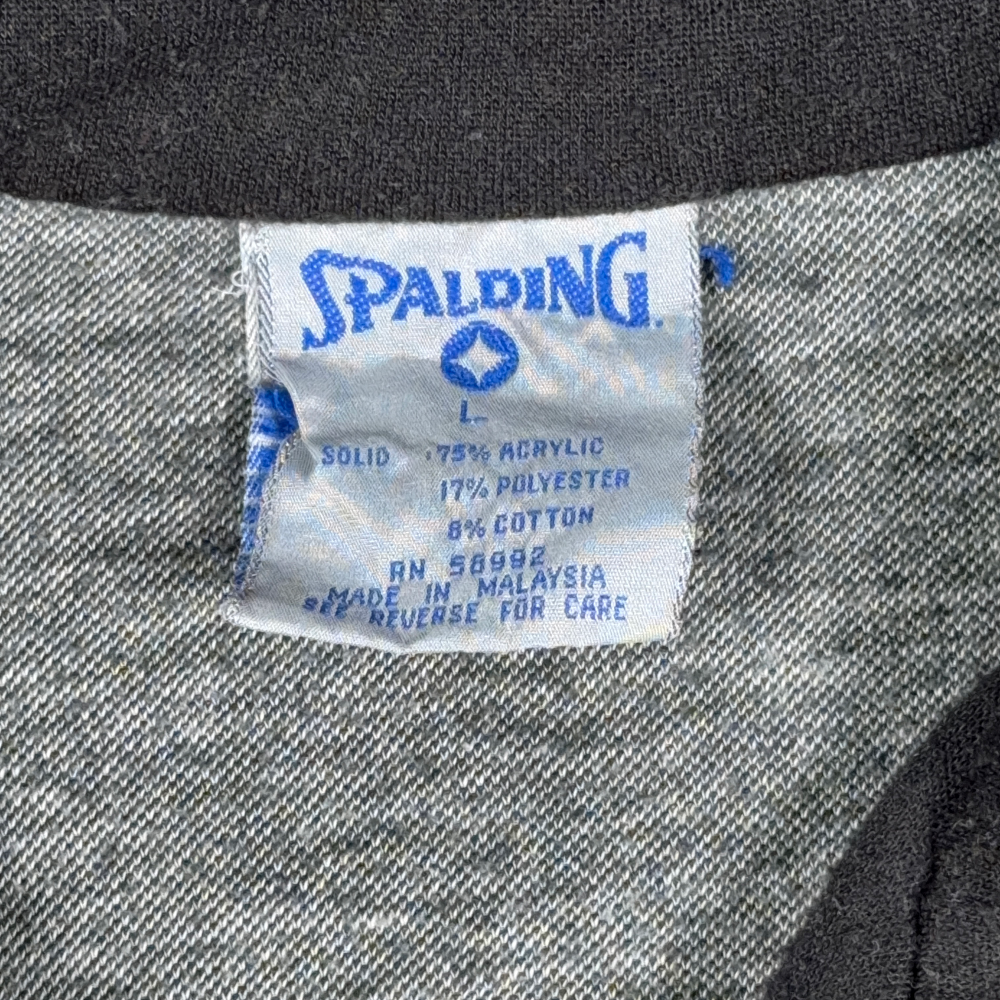 SPALDING.
L
SOLID 75% ACRYLIC
17% POLYESTER
8% COTTON
RN 56992
MADE IN MALAYSIA
SEE REVERSE FOR CARE